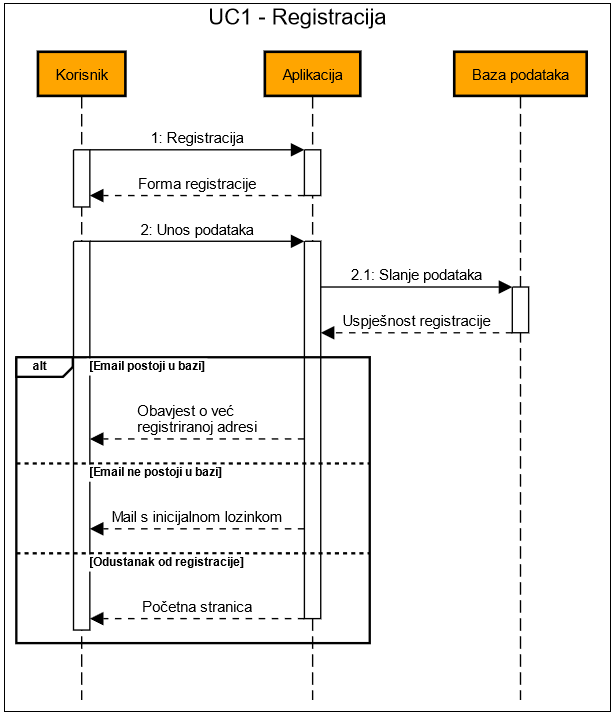 UC1 - Registracija
Korisnik
Aplikacija
Baza podataka
1: Registracija
Forma registracije
2: Unos podataka
2.1: Slanje podataka
Uspješnost registracije
alt
[Email postoji u bazi]
Obavjest o već
registriranoj adresi
[Email ne postoji u bazi]
Mail s inicijalnom lozinkom
[Odustanak od registracije]
Početna stranica